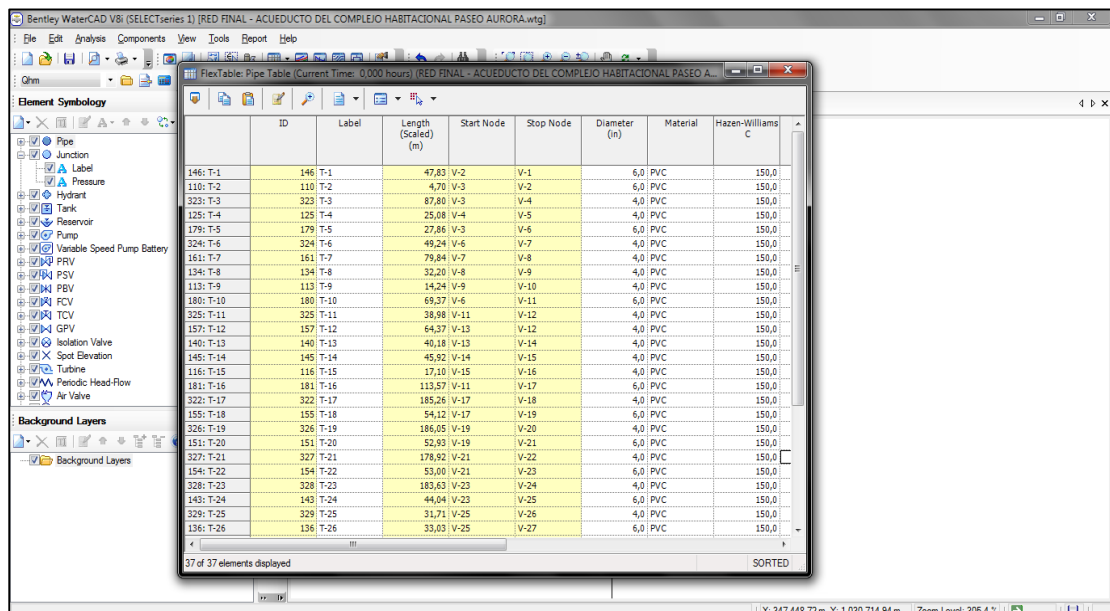 Bentley WaterCAD V8i (SELECTseries 1) [RED FINAL - ACUEDUCTO DEL COMPLEJO HABITACIONAL PASEO AURORA.wtg]
File Edit Analysis Components View Tools Report Help
Qhm
FlexTable: Pipe Table (Current Time: 0,000 hours) (RED FINAL - ACUEDUCTO DEL COMPLEJO HABITACIONAL PASEO A...
Element Symbology
Pipe
Junction
Label
Pressure
Hydrant
Tank
Reservoir
Pump
Variable Speed Pump Battery
PRV
PSV
PBV
FCV
TCV
GPV
Isolation Valve
Spot Elevation
Turbine
Periodic Head-Flow
Air Valve
Background Layers
Background Layers
ID Label Length (Scaled) (m) Start Node Stop Node Diameter (in) Material Hazen-Williams C
146: T-1 146 T-1 47,83 V-2 V-1 6,0 PVC 150,0
110: T-2 110 T-2 4,70 V-3 V-2 6,0 PVC 150,0
323: T-3 323 T-3 87,80 V-3 V-4 4,0 PVC 150,0
125: T-4 125 T-4 25,08 V-4 V-5 4,0 PVC 150,0
179: T-5 179 T-5 27,86 V-3 V-6 6,0 PVC 150,0
324: T-6 324 T-6 49,24 V-6 V-7 4,0 PVC 150,0
161: T-7 161 T-7 79,84 V-7 V-8 4,0 PVC 150,0
134: T-8 134 T-8 32,20 V-8 V-9 4,0 PVC 150,0
113: T-9 113 T-9 14,24 V-9 V-10 4,0 PVC 150,0
180: T-10 180 T-10 69,37 V-6 V-11 6,0 PVC 150,0
325: T-11 325 T-11 38,98 V-11 V-12 4,0 PVC 150,0
157: T-12 157 T-12 64,37 V-13 V-12 4,0 PVC 150,0
140: T-13 140 T-13 40,18 V-13 V-14 4,0 PVC 150,0
145: T-14 145 T-14 45,92 V-14 V-15 4,0 PVC 150,0
116: T-15 116 T-15 17,10 V-15 V-16 4,0 PVC 150,0
181: T-16 181 T-16 113,57 V-11 V-17 6,0 PVC 150,0
322: T-17 322 T-17 185,26 V-17 V-18 4,0 PVC 150,0
155: T-18 155 T-18 54,12 V-17 V-19 6,0 PVC 150,0
326: T-19 326 T-19 186,05 V-19 V-20 4,0 PVC 150,0
151: T-20 151 T-20 52,93 V-19 V-21 6,0 PVC 150,0
327: T-21 327 T-21 178,92 V-21 V-22 4,0 PVC 150,0
154: T-22 154 T-22 53,00 V-21 V-23 6,0 PVC 150,0
328: T-23 328 T-23 183,63 V-23 V-24 4,0 PVC 150,0
143: T-24 143 T-24 44,04 V-23 V-25 6,0 PVC 150,0
329: T-25 329 T-25 31,71 V-25 V-26 4,0 PVC 150,0
136: T-26 136 T-26 33,03 V-25 V-27 6,0 PVC 150,0
37 of 37 elements displayed SORTED
X: 347.448,72 m, Y: 1.030.714,94 m Zoom Level: 305,4 %